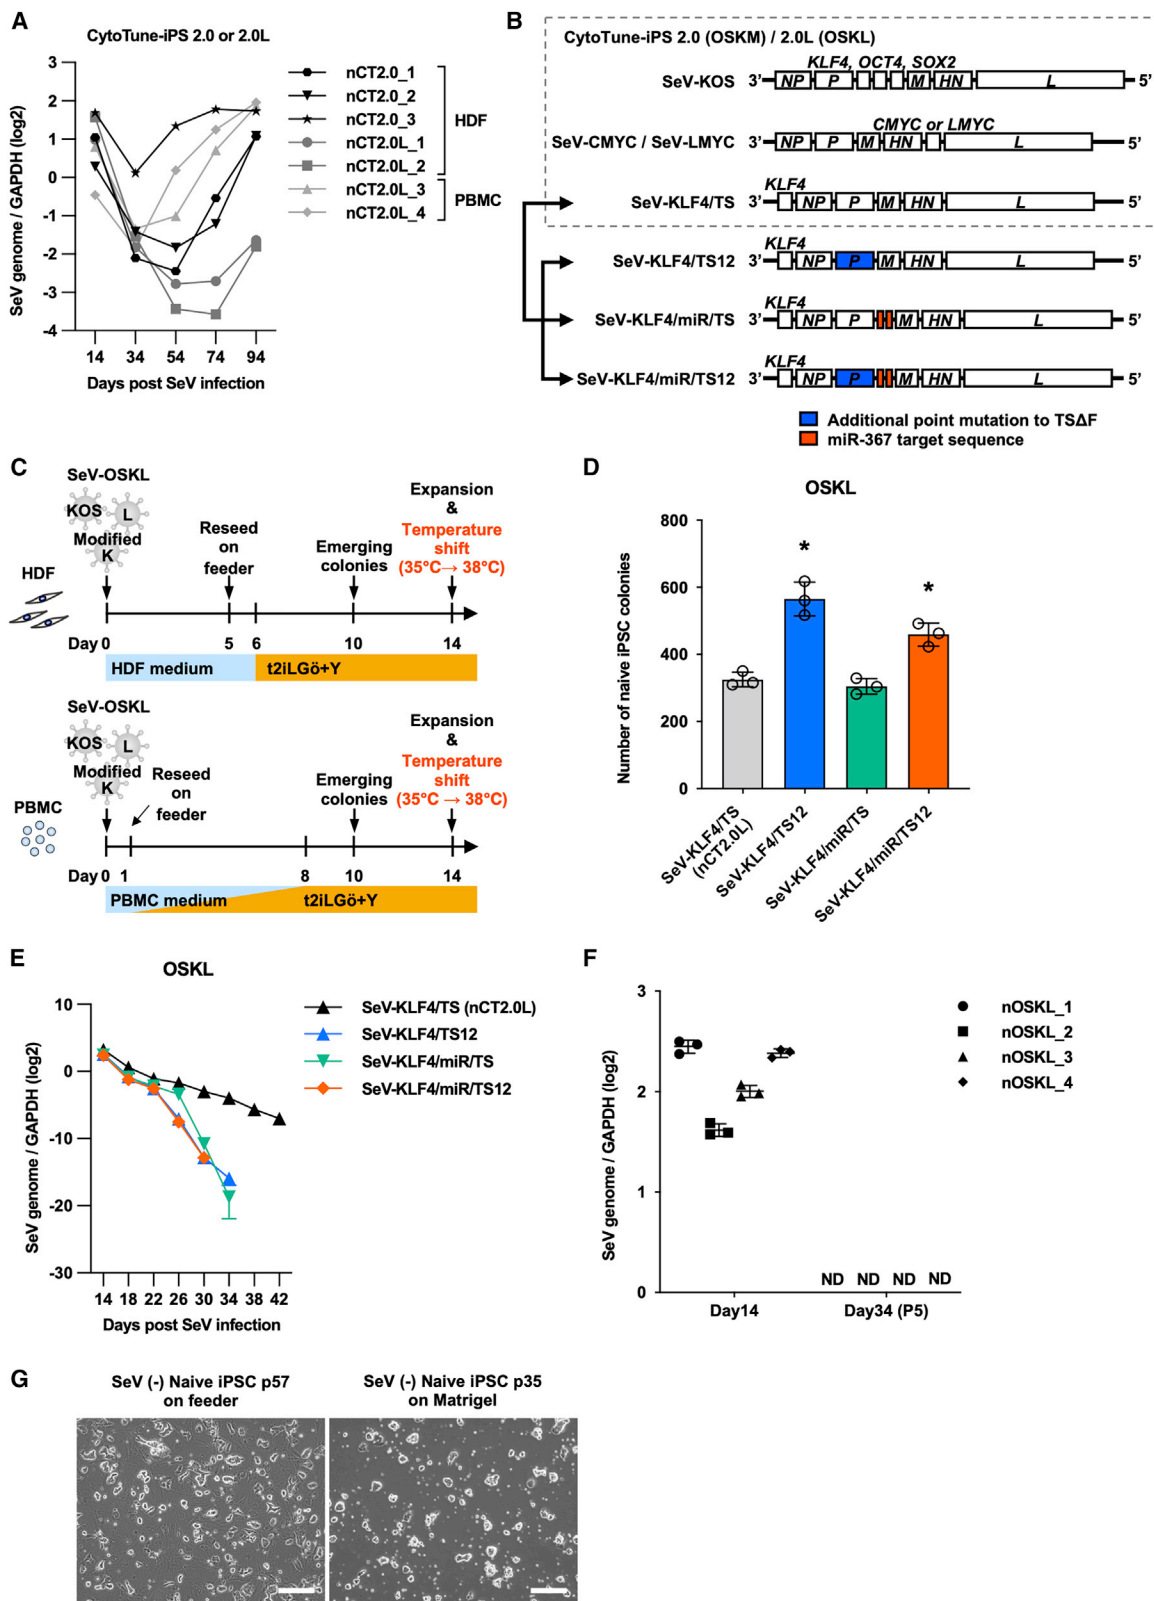 A
CytoTune-iPS 2.0 or 2.0L
SeV genome / GAPDH (log2)
3
2
1
0
-1
-2
-3
-4
14 34 54 74 94
Days post SeV infection
nCT2.0_1
nCT2.0_2
nCT2.0_3
nCT2.0L_1
nCT2.0L_2
nCT2.0L_3
nCT2.0L_4
HDF
PBMC
B
CytoTune-iPS 2.0 (OSKM) / 2.0L (OSKL)
KLF4, OCT4, SOX2
SeV-KOS 3’ NP P M HN L 5’
CMYC or LMYC
SeV-CMYC / SeV-LMYC 3’ NP P M HN L 5’
KLF4
SeV-KLF4/TS 3’ NP P M HN L 5’
KLF4
SeV-KLF4/TS12 3’ NP P M HN L 5’
KLF4
SeV-KLF4/miR/TS 3’ NP P M HN L 5’
KLF4
SeV-KLF4/miR/TS12 3’ NP P M HN L 5’
Additional point mutation to TSΔF
miR-367 target sequence
C
SeV-OSKL
KOS L
Modified
K
HDF
Reseed
on
feeder
Emerging
colonies
Expansion
&
Temperature
shift
(35°C→ 38°C)
Day 0 5 6 10 14
HDF medium t2iLGö+Y
SeV-OSKL
KOS L
Modified
K
PBMC
Reseed
on
feeder
Emerging
colonies
Expansion
&
Temperature
shift
(35°C → 38°C)
Day 0 1 8 10 14
PBMC medium t2iLGö+Y
D
OSKL
Number of naive iPSC colonies
800
600
400
200
0
* *
SeV-KLF4/TS
(nCT2.0L)
SeV-KLF4/TS12
SeV-KLF4/miR/TS
SeV-KLF4/miR/TS12
E
OSKL
SeV genome / GAPDH (log2)
10
0
-10
-20
-30
14 18 22 26 30 34 38 42
Days post SeV infection
SeV-KLF4/TS (nCT2.0L)
SeV-KLF4/TS12
SeV-KLF4/miR/TS
SeV-KLF4/miR/TS12
F
SeV genome / GAPDH (log2)
3
2
1
0
ND ND ND ND
Day14 Day34 (P5)
nOSKL_1
nOSKL_2
nOSKL_3
nOSKL_4
G
SeV (-) Naive iPSC p57
on feeder
SeV (-) Naive iPSC p35
on Matrigel